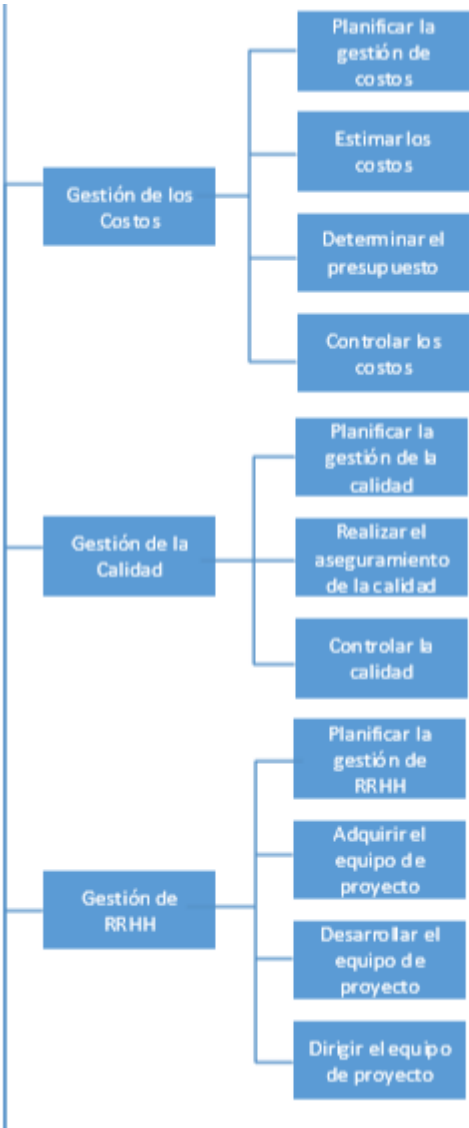 Planificar la
gestión de
costos
Estimar los
costos
Gestión de los
Costos
Determinar el
presupuesto
Controlar los
costos
Planificar la
gestión de la
calidad
Gestión de la
Calidad
Realizar el
aseguramiento
de la calidad
Controlar la
calidad
Planificar la
gestión de
RRHH
Adquirir el
equipo de
proyecto
Gestión de
RRHH
Desarrollar el
equipo de
proyecto
Dirigir el equipo
de proyecto